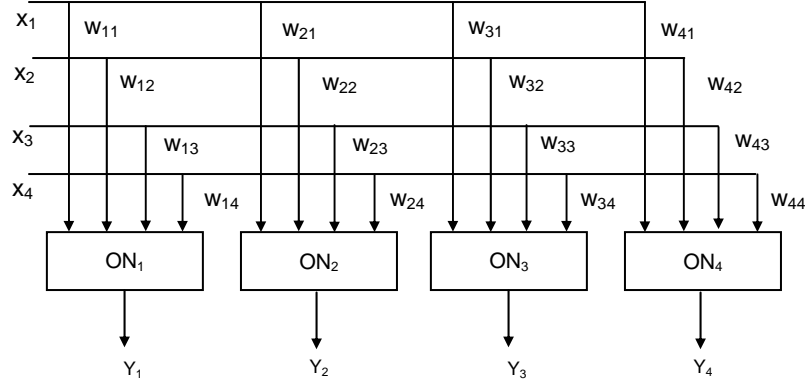 x₁ w₁₁ w₂₁ w₃₁ w₄₁
x₂ w₁₂ w₂₂ w₃₂ w₄₂
x₃ w₁₃ w₂₃ w₃₃ w₄₃
x₄ w₁₄ w₂₄ w₃₄ w₄₄
ON₁ ON₂ ON₃ ON₄
Y₁ Y₂ Y₃ Y₄